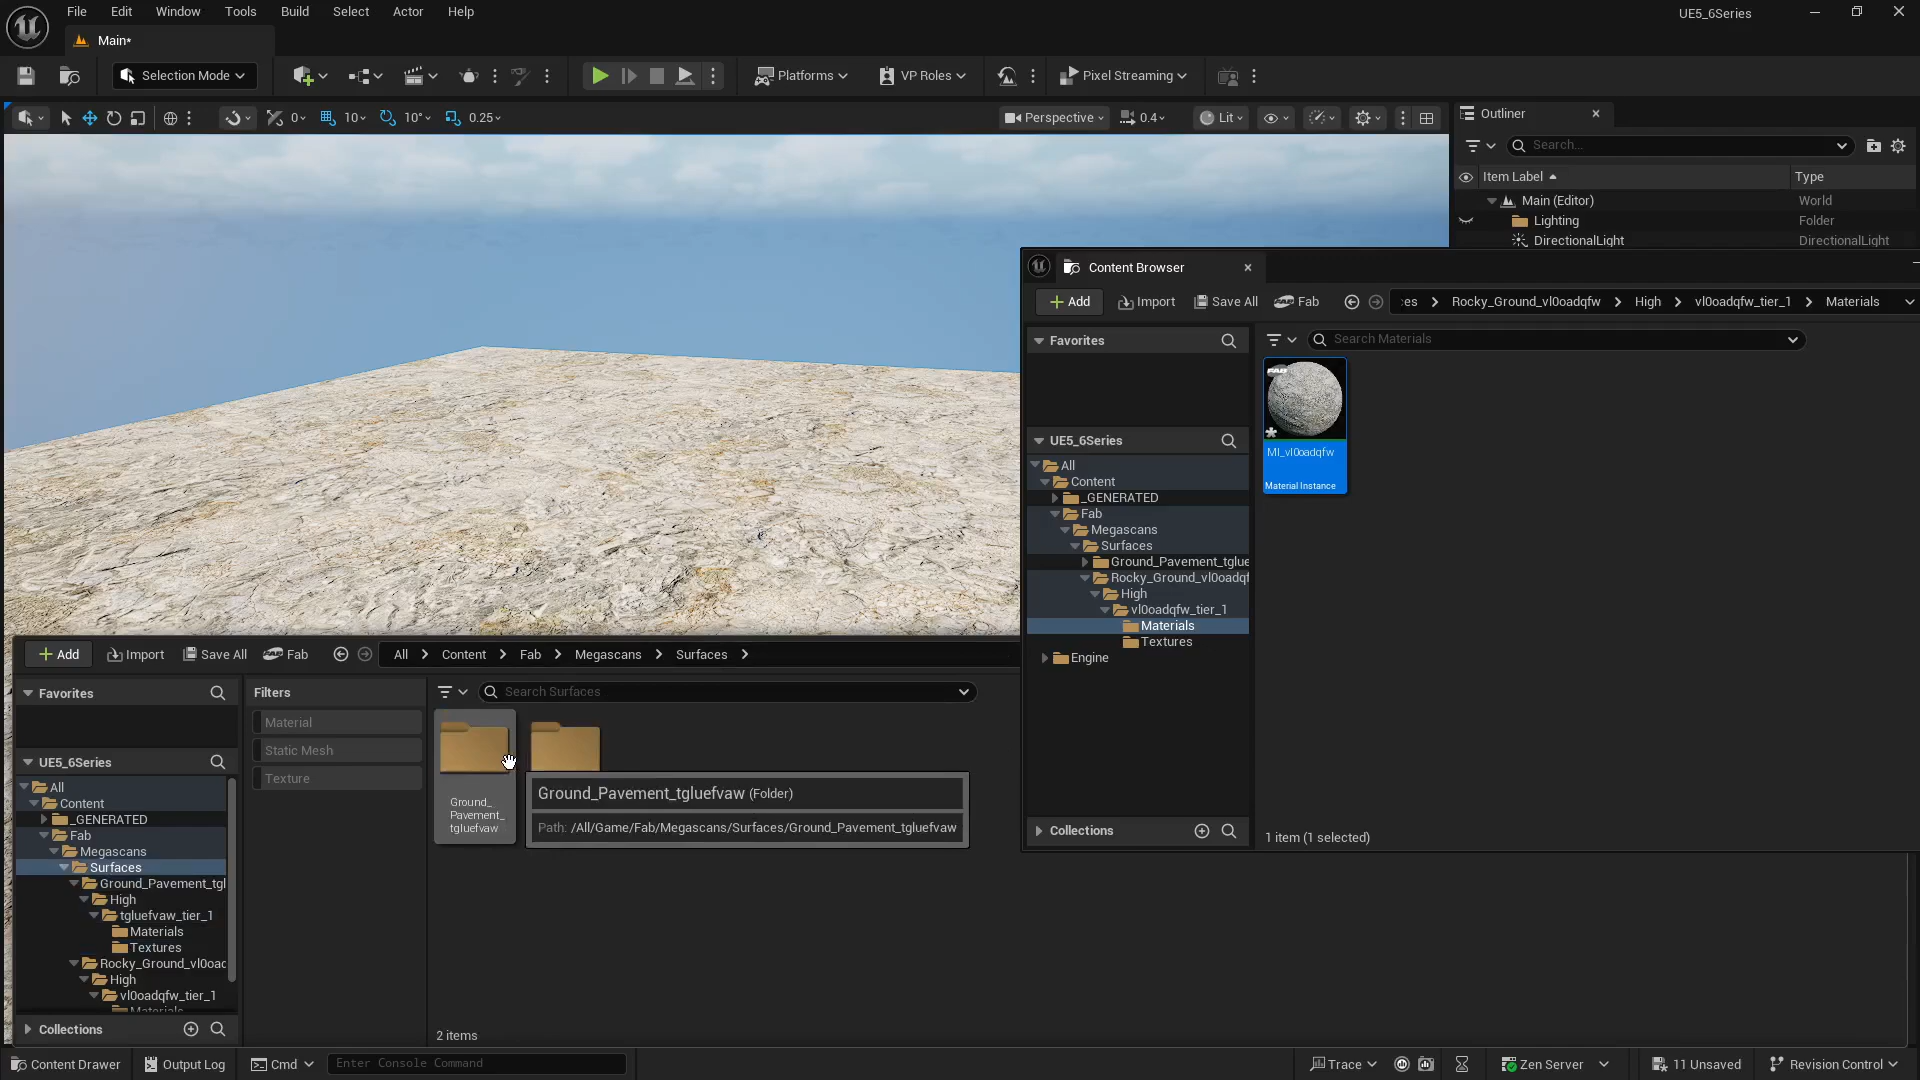 File Edit Window Tools Build Select Actor Help
UE5_6Series
Main*
Selection Mode
Platforms
VP Roles
Pixel Streaming
0
10
10°
0.25
Perspective
0.4
Lit
Outliner
Search...
Item Label
Type
Main (Editor)
World
Lighting
Folder
DirectionalLight
DirectionalLight
Content Browser
Add
Import
Save All
Fab
es
Rocky_Ground_vl0oadqfw
High
vl0oadqfw_tier_1
Materials
Favorites
Search Materials
FAB
MI_vl0oadqfw
Material Instance
UE5_6Series
All
Content
_GENERATED
Fab
Megascans
Surfaces
Ground_Pavement_tglue
Rocky_Ground_vl0oadqf
High
vl0oadqfw_tier_1
Materials
Textures
Engine
Collections
1 item (1 selected)
Add
Import
Save All
Fab
All
Content
Fab
Megascans
Surfaces
Favorites
Filters
Search Surfaces
Material
Static Mesh
Texture
UE5_6Series
All
Content
_GENERATED
Fab
Megascans
Surfaces
Ground_Pavement_tgl
High
tgluefvaw_tier_1
Materials
Textures
Rocky_Ground_vl0oac
High
vl0oadqfw_tier_1
Materials
Collections
Ground_
Pavement_
tgluefvaw
Ground_Pavement_tgluefvaw (Folder)
Path: /All/Game/Fab/Megascans/Surfaces/Ground_Pavement_tgluefvaw
2 items
Content Drawer
Output Log
Cmd
Enter Console Command
Trace
Zen Server
11 Unsaved
Revision Control